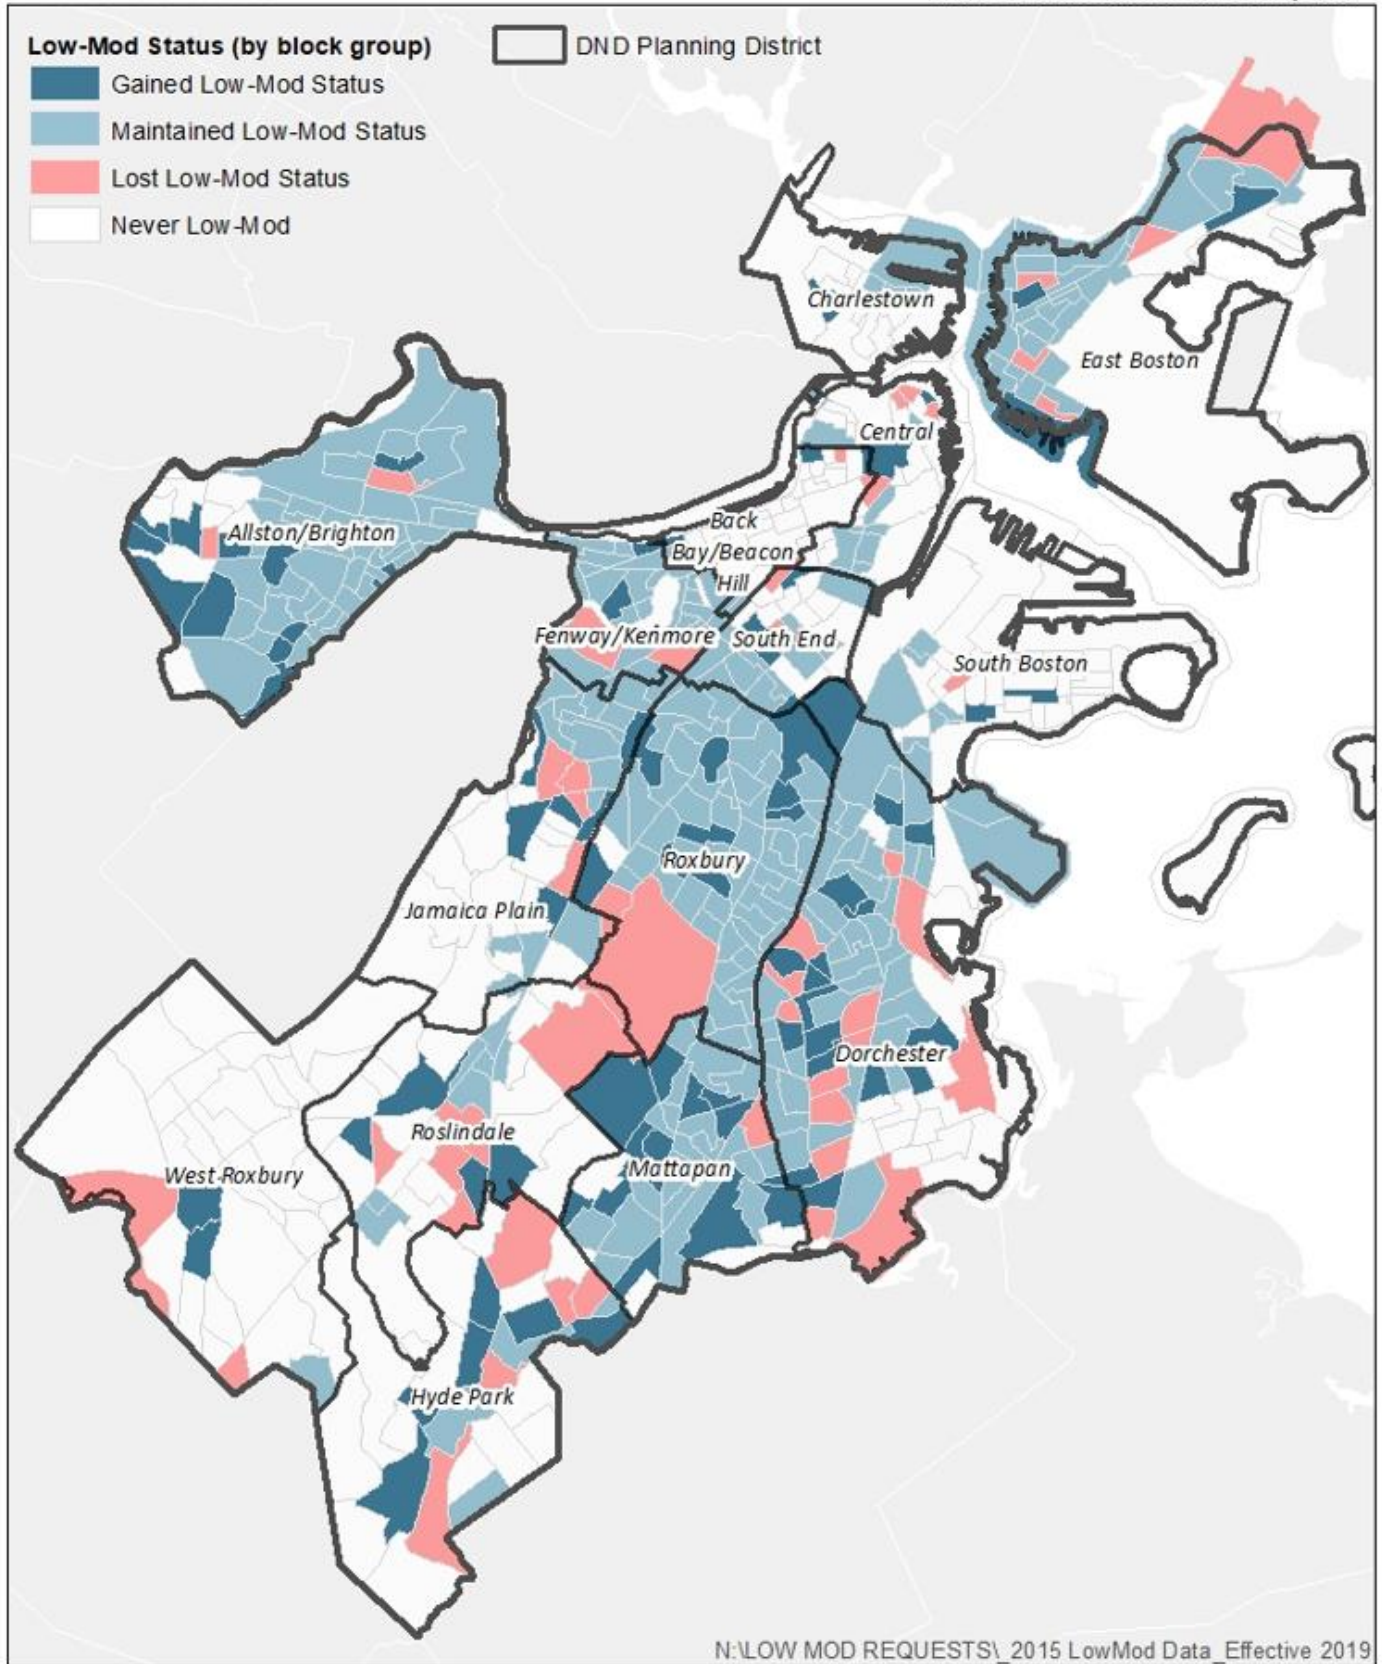 Low-Mod Status (by block group)
DND Planning District
Gained Low-Mod Status
Maintained Low-Mod Status
Lost Low-Mod Status
Never Low-Mod
Charlestown
East Boston
Central
Allston/Brighton
Back
Bay/Beacon
Hill
Fenway/Kenmore
South End
South Boston
Roxbury
Jamaica Plain
Dorchester
Roslindale
Mattapan
West Roxbury
Hyde Park
N:\LOW MOD REQUESTS\_2015 LowMod Data_Effective 2019